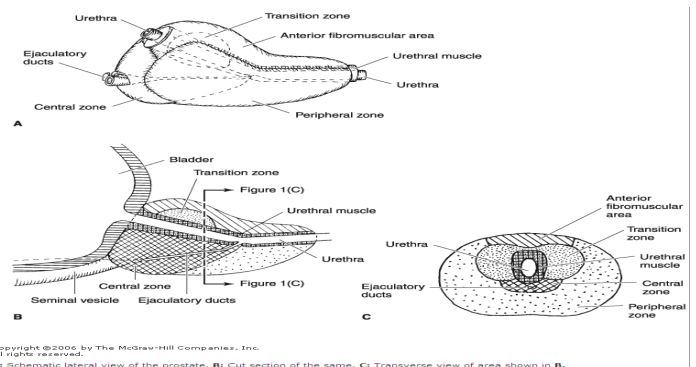 Urethra
Transition zone
Anterior fibromuscular area
Ejaculatory
ducts
Urethral muscle
Urethra
Central zone
Peripheral zone
A
Bladder
Transition zone
Figure 1(C)
Urethral muscle
Urethra
Central zone
Seminal vesicle
Ejaculatory ducts
Figure 1(C)
B
Anterior
fibromuscular
area
Transition
zone
Urethra
Urethral
muscle
Ejaculatory
ducts
Central
zone
Peripheral
zone
C
opyright ©2006 by The McGraw-Hill Companies, Inc.
ll rights reserved.
: Schematic lateral view of the prostate. B: Cut section of the same. C: Transverse view of area shown in B.